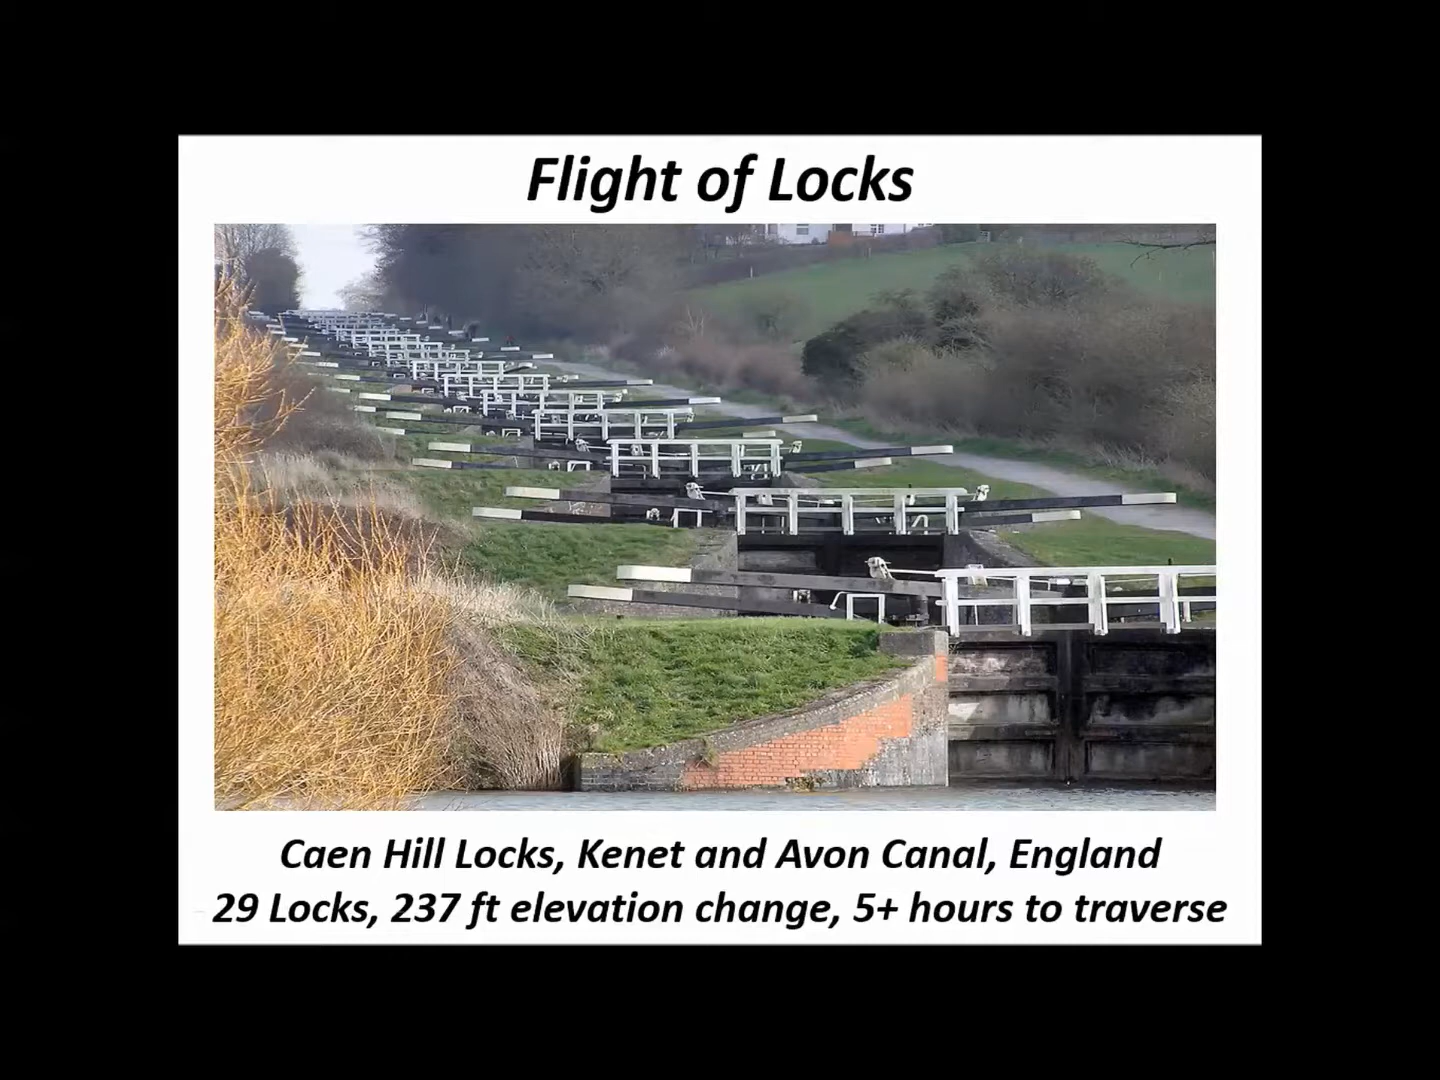 Flight of Locks
Caen Hill Locks, Kenet and Avon Canal, England
29 Locks, 237 ft elevation change, 5+ hours to traverse